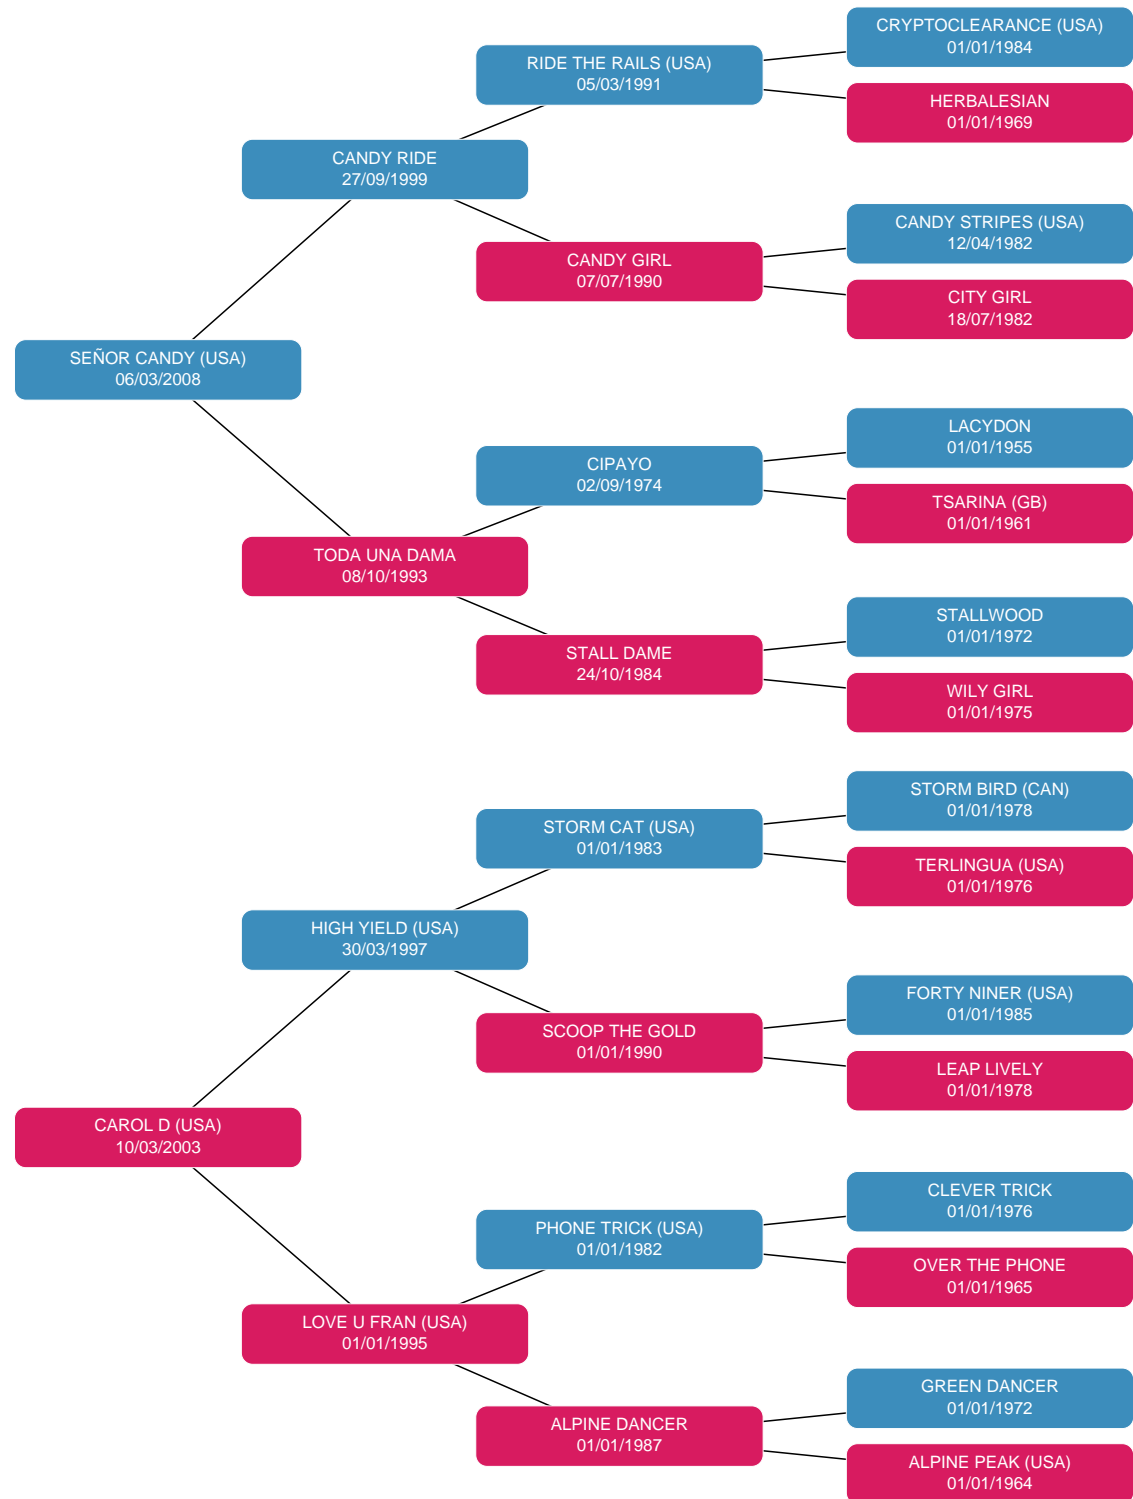 CRYPTOCLEARANCE (USA)
01/01/1984
RIDE THE RAILS (USA)
05/03/1991
HERBALESIAN
01/01/1969
CANDY RIDE
27/09/1999
CANDY STRIPES (USA)
12/04/1982
CANDY GIRL
07/07/1990
CITY GIRL
18/07/1982
SEÑOR CANDY (USA)
06/03/2008
LACYDON
01/01/1955
CIPAYO
02/09/1974
TSARINA (GB)
01/01/1961
TODA UNA DAMA
08/10/1993
STALLWOOD
01/01/1972
STALL DAME
24/10/1984
WILY GIRL
01/01/1975
STORM BIRD (CAN)
01/01/1978
STORM CAT (USA)
01/01/1983
TERLINGUA (USA)
01/01/1976
HIGH YIELD (USA)
30/03/1997
FORTY NINER (USA)
01/01/1985
SCOOP THE GOLD
01/01/1990
LEAP LIVELY
01/01/1978
CAROL D (USA)
10/03/2003
CLEVER TRICK
01/01/1976
PHONE TRICK (USA)
01/01/1982
OVER THE PHONE
01/01/1965
LOVE U FRAN (USA)
01/01/1995
GREEN DANCER
01/01/1972
ALPINE DANCER
01/01/1987
ALPINE PEAK (USA)
01/01/1964